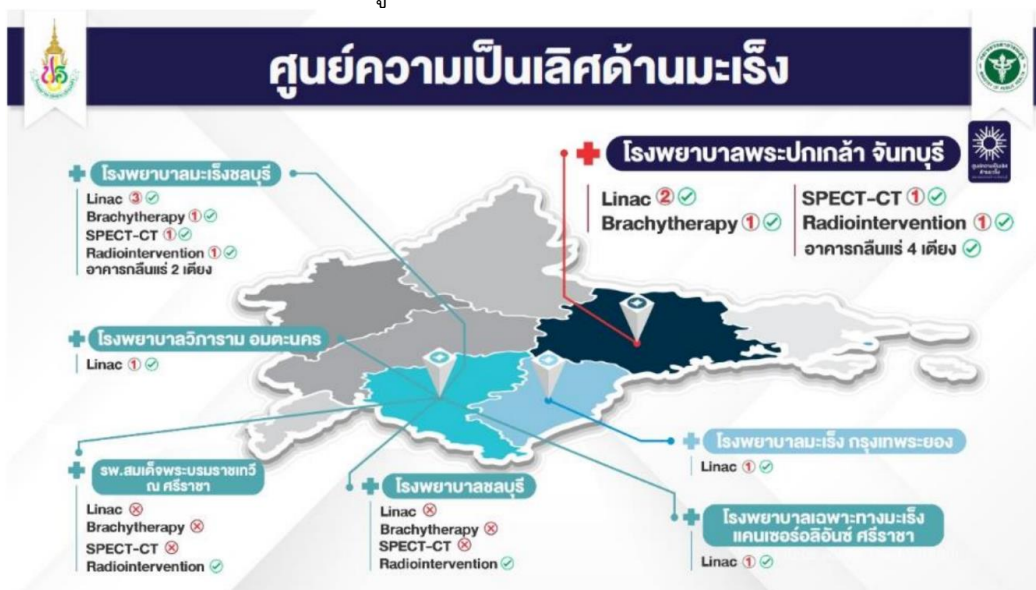 ศูนย์ความเป็นเลิศด้านมะเร็ง
โรงพยาบาลมะเร็งชลบุรี
Linac 3
Brachytherapy 1
SPECT-CT 1
Radiointervention 1
อาคารกลืนแร่ 2 เตียง
โรงพยาบาลพระปกเกล้า จันทบุรี
Linac 2
Brachytherapy 1
SPECT-CT 1
Radiointervention 1
อาคารกลืนแร่ 4 เตียง
โรงพยาบาลวิภาราม อมตะนคร
Linac 1
รพ.สมเด็จพระบรมราชเทวี
ณ ศรีราชา
Linac
Brachytherapy
SPECT-CT
Radiointervention
โรงพยาบาลชลบุรี
Linac
Brachytherapy
SPECT-CT
Radiointervention
โรงพยาบาลมะเร็ง กรุงเทพระยอง
Linac 1
โรงพยาบาลเฉพาะทางมะเร็ง
แคนเซอร์อลิอันซ์ ศรีราชา
Linac 1